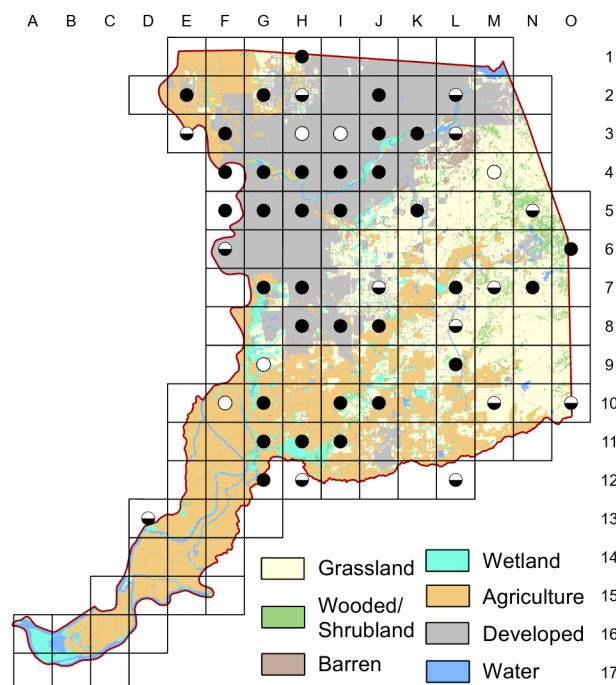 A B C D E F G H I J K L M N O
1
2
3
4
5
6
7
8
9
10
11
12
13
14
15
16
17
Grassland
Wooded/
Shrubland
Barren
Wetland
Agriculture
Developed
Water